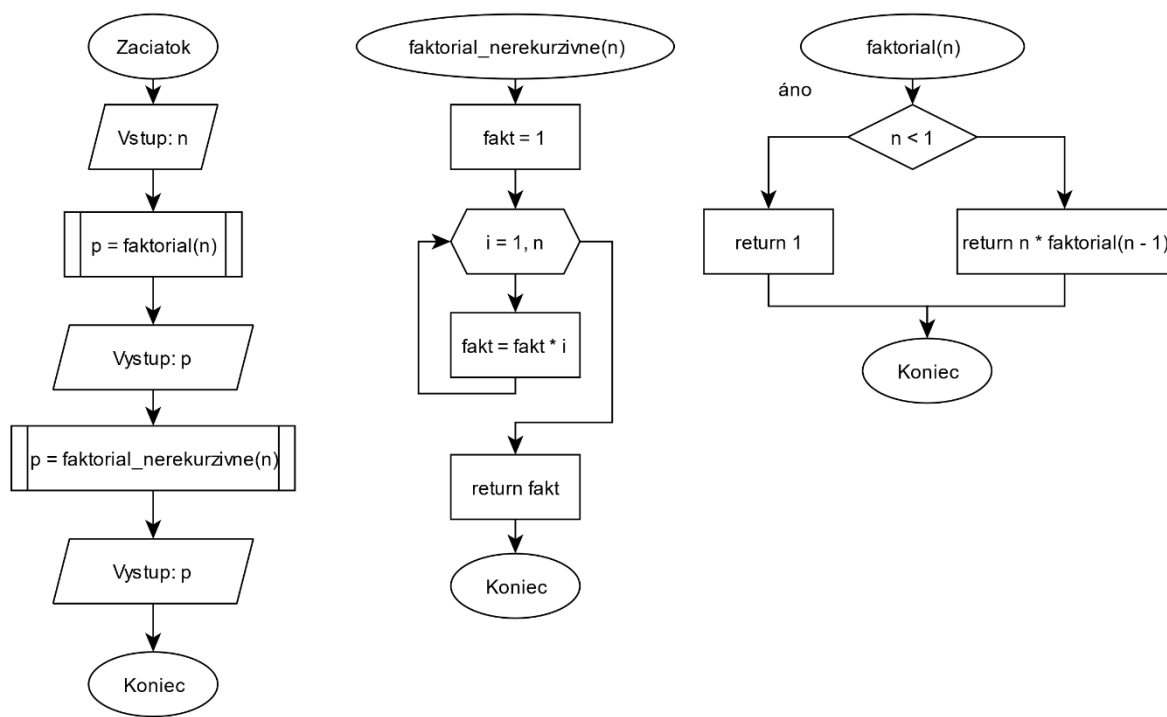 Zaciatok
Vstup: n
p = faktorial(n)
Vystup: p
p = faktorial_nerekurzivne(n)
Vystup: p
Koniec
faktorial_nerekurzivne(n)
fakt = 1
i = 1, n
fakt = fakt * i
return fakt
Koniec
faktorial(n)
áno
n < 1
return 1
return n * faktorial(n - 1)
Koniec